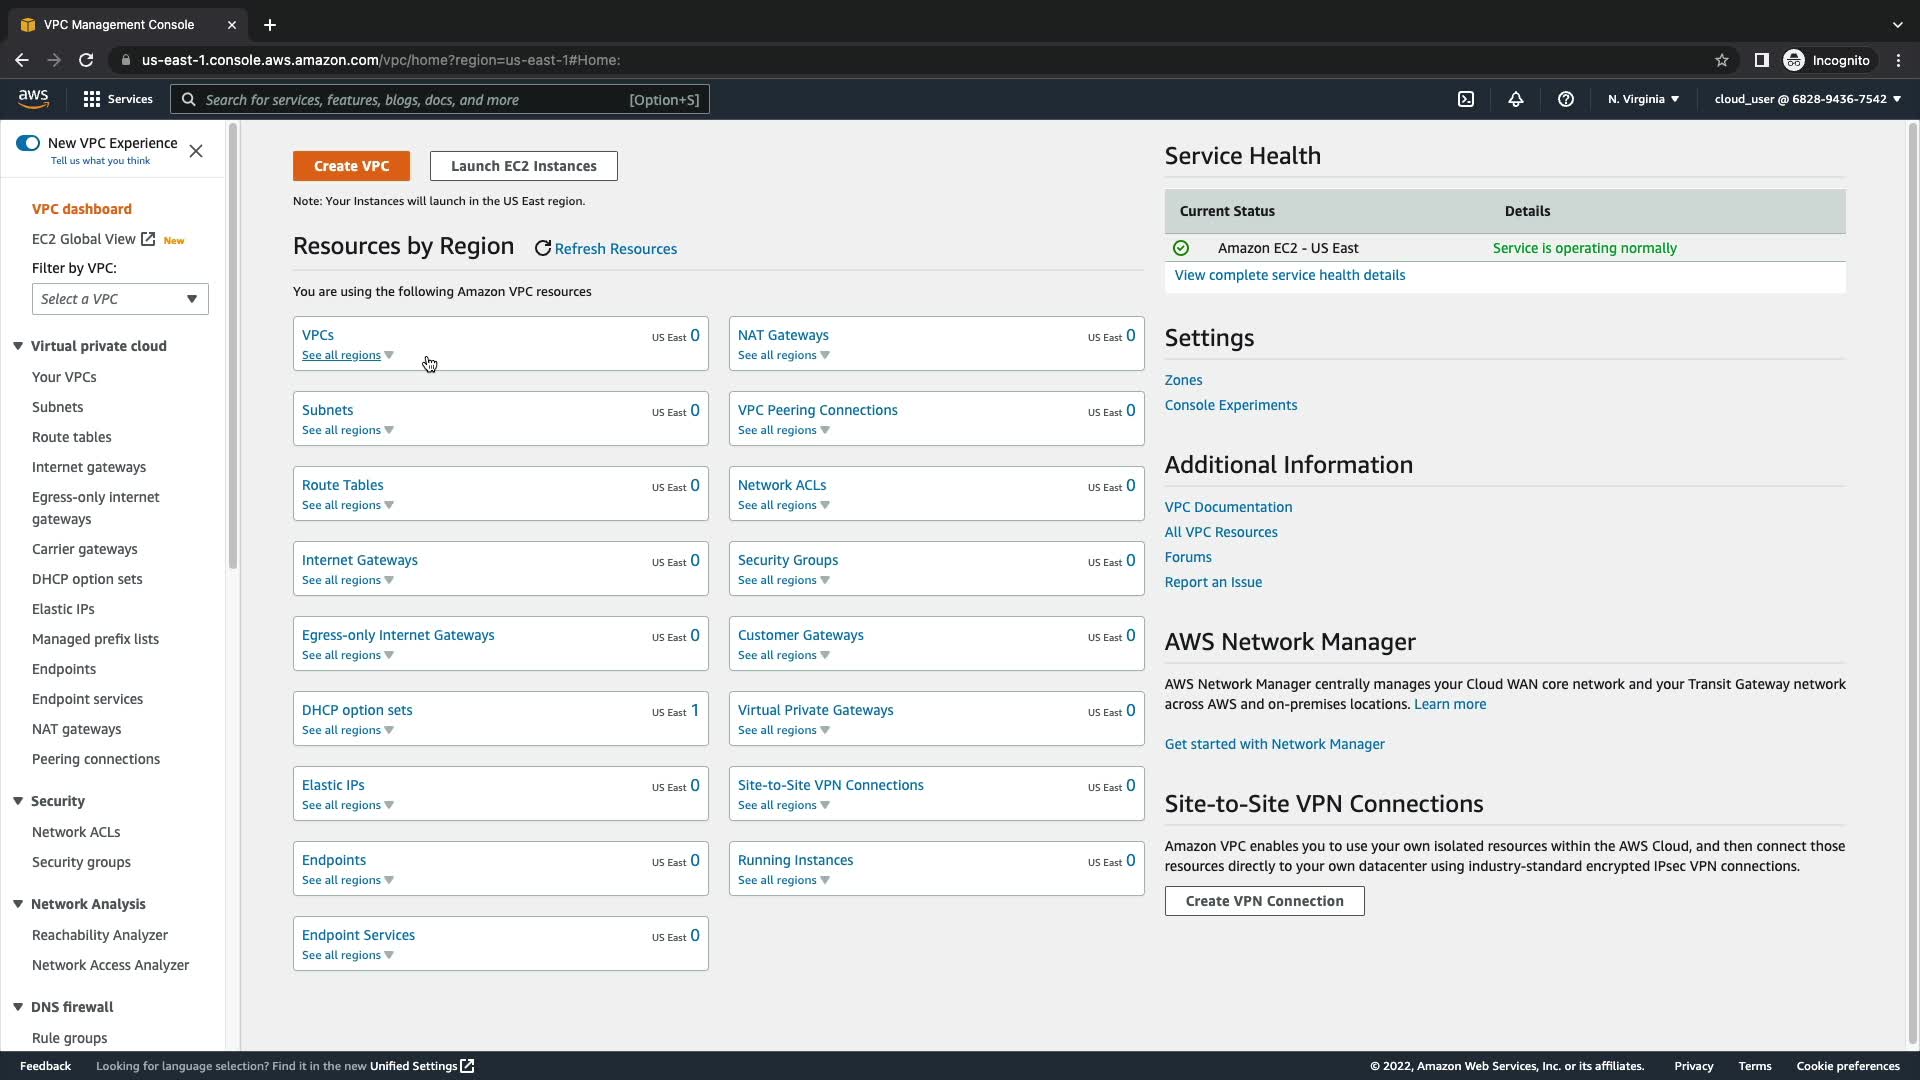 VPC Management Console
us-east-1.console.aws.amazon.com/vpc/home?region=us-east-1#Home:
Incognito
aws
Services
Search for services, features, blogs, docs, and more
[Option+S]
N. Virginia
cloud_user @ 6828-9436-7542
New VPC Experience
Tell us what you think
VPC dashboard
EC2 Global View
New
Filter by VPC:
Select a VPC
Virtual private cloud
Your VPCs
Subnets
Route tables
Internet gateways
Egress-only internet
gateways
Carrier gateways
DHCP option sets
Elastic IPs
Managed prefix lists
Endpoints
Endpoint services
NAT gateways
Peering connections
Security
Network ACLs
Security groups
Network Analysis
Reachability Analyzer
Network Access Analyzer
DNS firewall
Rule groups
Create VPC
Launch EC2 Instances
Note: Your Instances will launch in the US East region.
Resources by Region
Refresh Resources
You are using the following Amazon VPC resources
VPCs US East 0
See all regions
NAT Gateways US East 0
See all regions
Subnets US East 0
See all regions
VPC Peering Connections US East 0
See all regions
Route Tables US East 0
See all regions
Network ACLs US East 0
See all regions
Internet Gateways US East 0
See all regions
Security Groups US East 0
See all regions
Egress-only Internet Gateways US East 0
See all regions
Customer Gateways US East 0
See all regions
DHCP option sets US East 1
See all regions
Virtual Private Gateways US East 0
See all regions
Elastic IPs US East 0
See all regions
Site-to-Site VPN Connections US East 0
See all regions
Endpoints US East 0
See all regions
Running Instances US East 0
See all regions
Endpoint Services US East 0
See all regions
Service Health
Current Status Details
Amazon EC2 - US East Service is operating normally
View complete service health details
Settings
Zones
Console Experiments
Additional Information
VPC Documentation
All VPC Resources
Forums
Report an Issue
AWS Network Manager
AWS Network Manager centrally manages your Cloud WAN core network and your Transit Gateway network
across AWS and on-premises locations. Learn more
Get started with Network Manager
Site-to-Site VPN Connections
Amazon VPC enables you to use your own isolated resources within the AWS Cloud, and then connect those
resources directly to your own datacenter using industry-standard encrypted IPsec VPN connections.
Create VPN Connection
Feedback
Looking for language selection? Find it in the new Unified Settings
© 2022, Amazon Web Services, Inc. or its affiliates.
Privacy
Terms
Cookie preferences